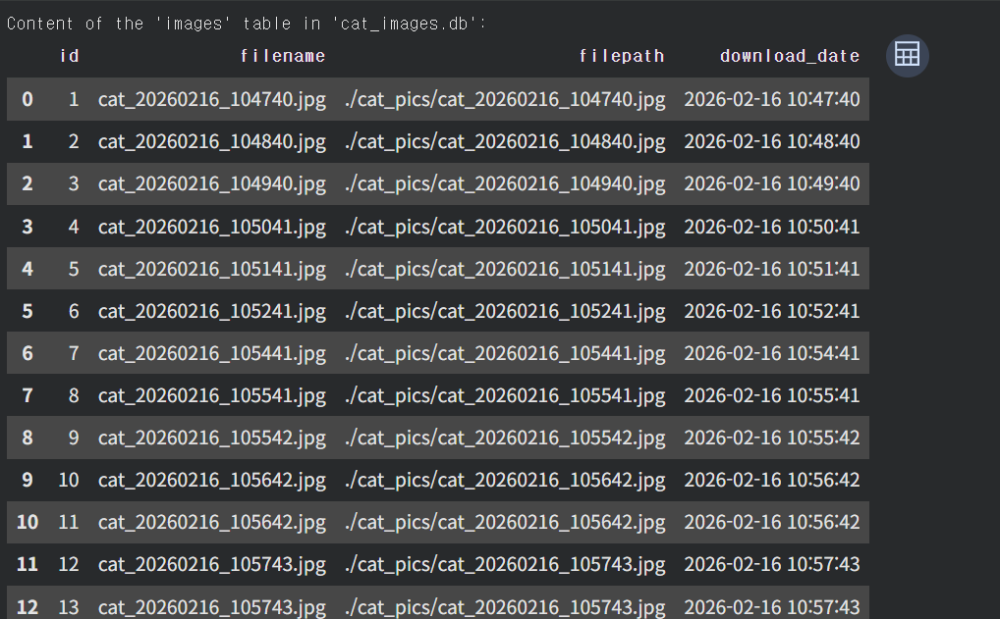 Content of the 'images' table in 'cat_images.db':
id filename filepath download_date
0 1 cat_20260216_104740.jpg ./cat_pics/cat_20260216_104740.jpg 2026-02-16 10:47:40
1 2 cat_20260216_104840.jpg ./cat_pics/cat_20260216_104840.jpg 2026-02-16 10:48:40
2 3 cat_20260216_104940.jpg ./cat_pics/cat_20260216_104940.jpg 2026-02-16 10:49:40
3 4 cat_20260216_105041.jpg ./cat_pics/cat_20260216_105041.jpg 2026-02-16 10:50:41
4 5 cat_20260216_105141.jpg ./cat_pics/cat_20260216_105141.jpg 2026-02-16 10:51:41
5 6 cat_20260216_105241.jpg ./cat_pics/cat_20260216_105241.jpg 2026-02-16 10:52:41
6 7 cat_20260216_105441.jpg ./cat_pics/cat_20260216_105441.jpg 2026-02-16 10:54:41
7 8 cat_20260216_105541.jpg ./cat_pics/cat_20260216_105541.jpg 2026-02-16 10:55:41
8 9 cat_20260216_105542.jpg ./cat_pics/cat_20260216_105542.jpg 2026-02-16 10:55:42
9 10 cat_20260216_105642.jpg ./cat_pics/cat_20260216_105642.jpg 2026-02-16 10:56:42
10 11 cat_20260216_105642.jpg ./cat_pics/cat_20260216_105642.jpg 2026-02-16 10:56:42
11 12 cat_20260216_105743.jpg ./cat_pics/cat_20260216_105743.jpg 2026-02-16 10:57:43
12 13 cat_20260216_105743.jpg ./cat_pics/cat_20260216_105743.jpg 2026-02-16 10:57:43